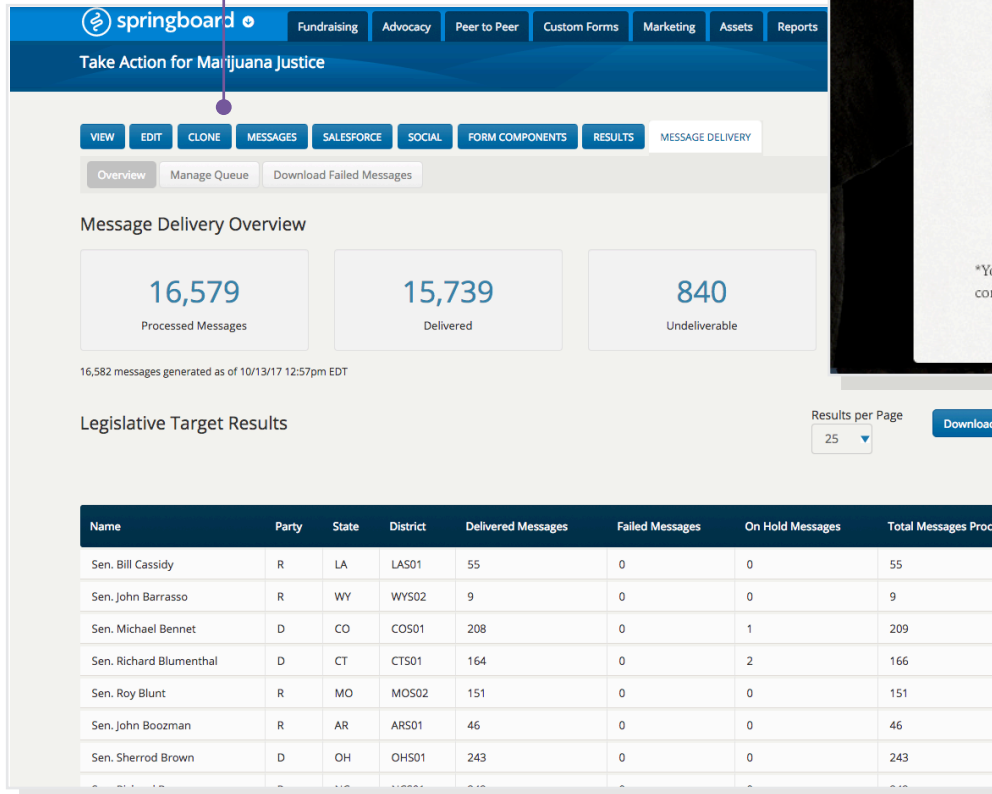 springboard
Fundraising Advocacy Peer to Peer Custom Forms Marketing Assets Reports
Take Action for Marijuana Justice
VIEW EDIT CLONE MESSAGES SALESFORCE SOCIAL FORM COMPONENTS RESULTS MESSAGE DELIVERY
Overview Manage Queue Download Failed Messages
Message Delivery Overview
16,579 15,739 840
Processed Messages Delivered Undeliverable
16,582 messages generated as of 10/13/17 12:57pm EDT
Legislative Target Results
Results per Page
25
Download
Name Party State District Delivered Messages Failed Messages On Hold Messages Total Messages
Sen. Bill Cassidy R LA LAS01 55 0 0 55
Sen. John Barrasso R WY WYS02 9 0 0 9
Sen. Michael Bennet D CO COS01 208 0 1 209
Sen. Richard Blumenthal D CT CTS01 164 0 2 166
Sen. Roy Blunt R MO MOS02 151 0 0 151
Sen. John Boozman R AR ARS01 46 0 0 46
Sen. Sherrod Brown D OH OHS01 243 0 0 243